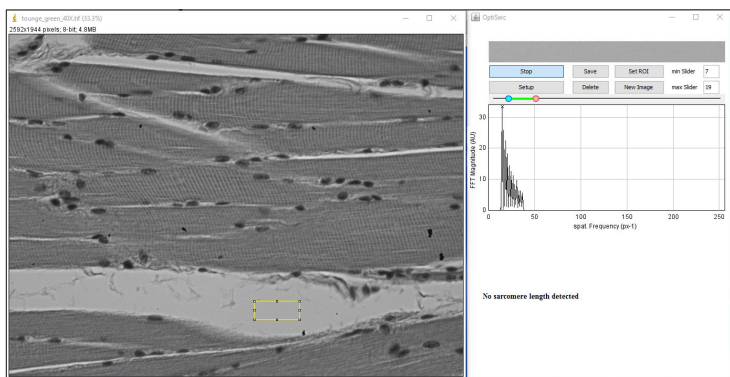 tounge_green_40X.tif (33.3%)
2592x1944 pixels; 8-bit; 4.8MB
OptiSarc
Stop Save Set ROI min Slider 7
Setup Delete New Image max Slider 19
FFT Magnitude (AU)
30
20
10
0
0 50 100 150 200 250
spat. Frequency (px-1)
No sarcomere length detected